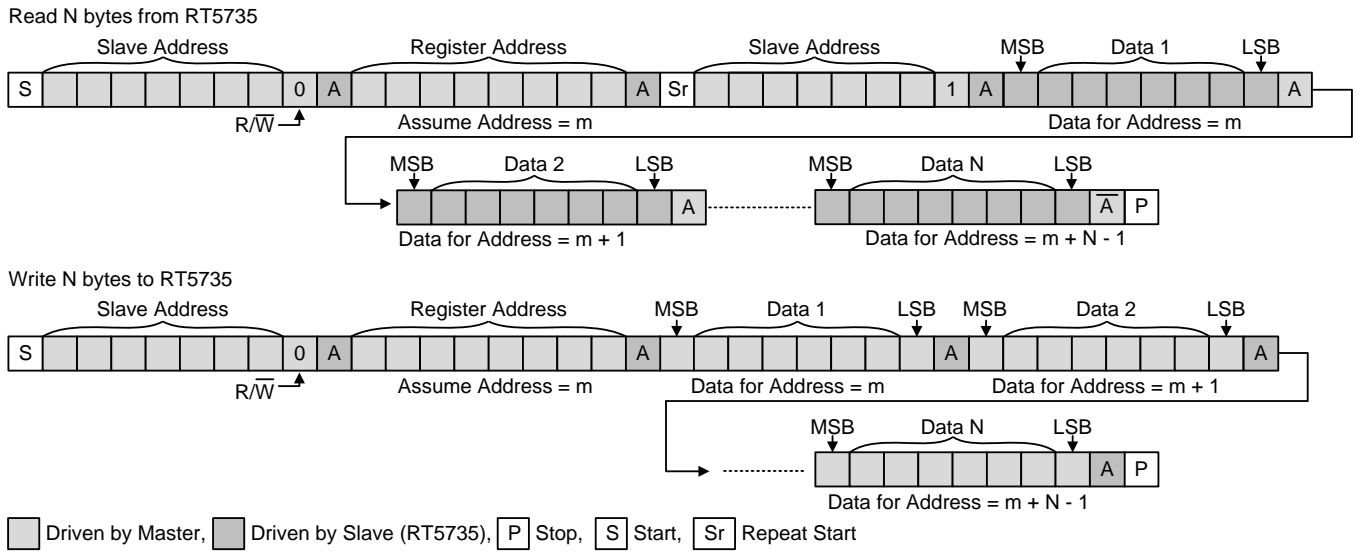 Read N bytes from RT5735
Slave Address Register Address Slave Address MSB Data 1 LSB
S 0 A A Sr 1 A A
R/W̅ Assume Address = m Data for Address = m
MSB Data 2 LSB MSB Data N LSB
A A̅ P
Data for Address = m + 1 Data for Address = m + N - 1
Write N bytes to RT5735
Slave Address Register Address MSB Data 1 LSB MSB Data 2 LSB
S 0 A A A A
R/W̅ Assume Address = m Data for Address = m Data for Address = m + 1
MSB Data N LSB
A P
Data for Address = m + N - 1
Driven by Master, Driven by Slave (RT5735), P Stop, S Start, Sr Repeat Start